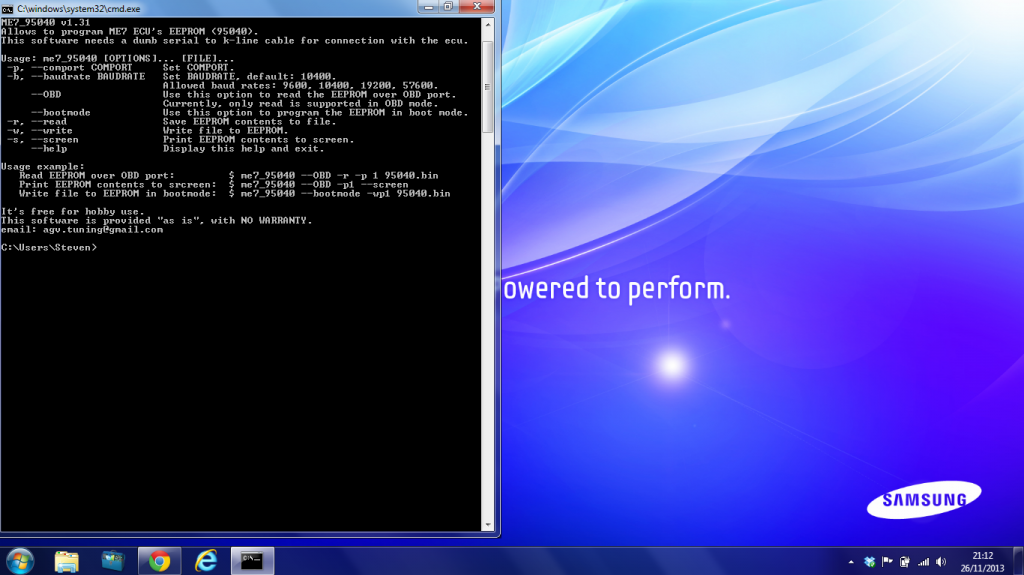 C:\windows\system32\cmd.exe
ME7_95040 v1.31
Allows to program ME7 ECU's EEPROM (95040).
This software needs a dumb serial to k-line cable for connection with the ecu.
Usage: me7_95040 [OPTIONS]... [FILE]...
-p, --comport COMPORT Set COMPORT.
-b, --baudrate BAUDRATE Set BAUDRATE, default: 10400.
Allowed baud rates: 9600, 10400, 19200, 57600.
--OBD Use this option to read the EEPROM over OBD port.
Currently, only read is supported in OBD mode.
--bootmode Use this option to program the EEPROM in boot mode.
-r, --read Save EEPROM contents to file.
-w, --write Write file to EEPROM.
-s, --screen Print EEPROM contents to screen.
--help Display this help and exit.
Usage example:
Read EEPROM over OBD port: $ me7_95040 --OBD -r -p 1 95040.bin
Print EEPROM contents to srcreen: $ me7_95040 --OBD -p1 --screen
Write file to EEPROM in bootmode: $ me7_95040 --bootmode -wp1 95040.bin
It's free for hobby use.
This software is provided "as is", with NO WARRANTY.
email: agv.tuning@gmail.com
C:\Users\Steven>
owered to perform.
SAMSUNG
21:12
26/11/2013